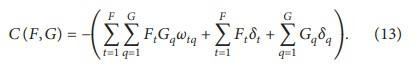 C(F,G) = −(∑_{t=1}^{F} ∑_{q=1}^{G} F_t G_q ω_{tq} + ∑_{t=1}^{F} F_t δ_t + ∑_{q=1}^{G} G_q δ_q). (13)